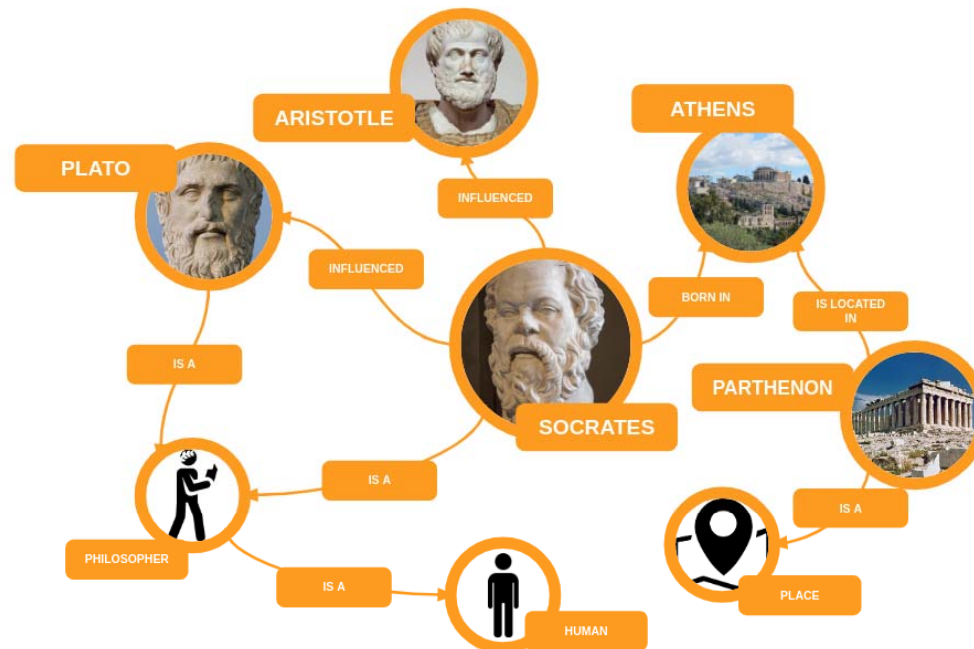 ARISTOTLE
ATHENS
PLATO
INFLUENCED
INFLUENCED
BORN IN
IS LOCATED
IN
IS A
PARTHENON
SOCRATES
IS A
IS A
PHILOSOPHER
IS A
PLACE
HUMAN